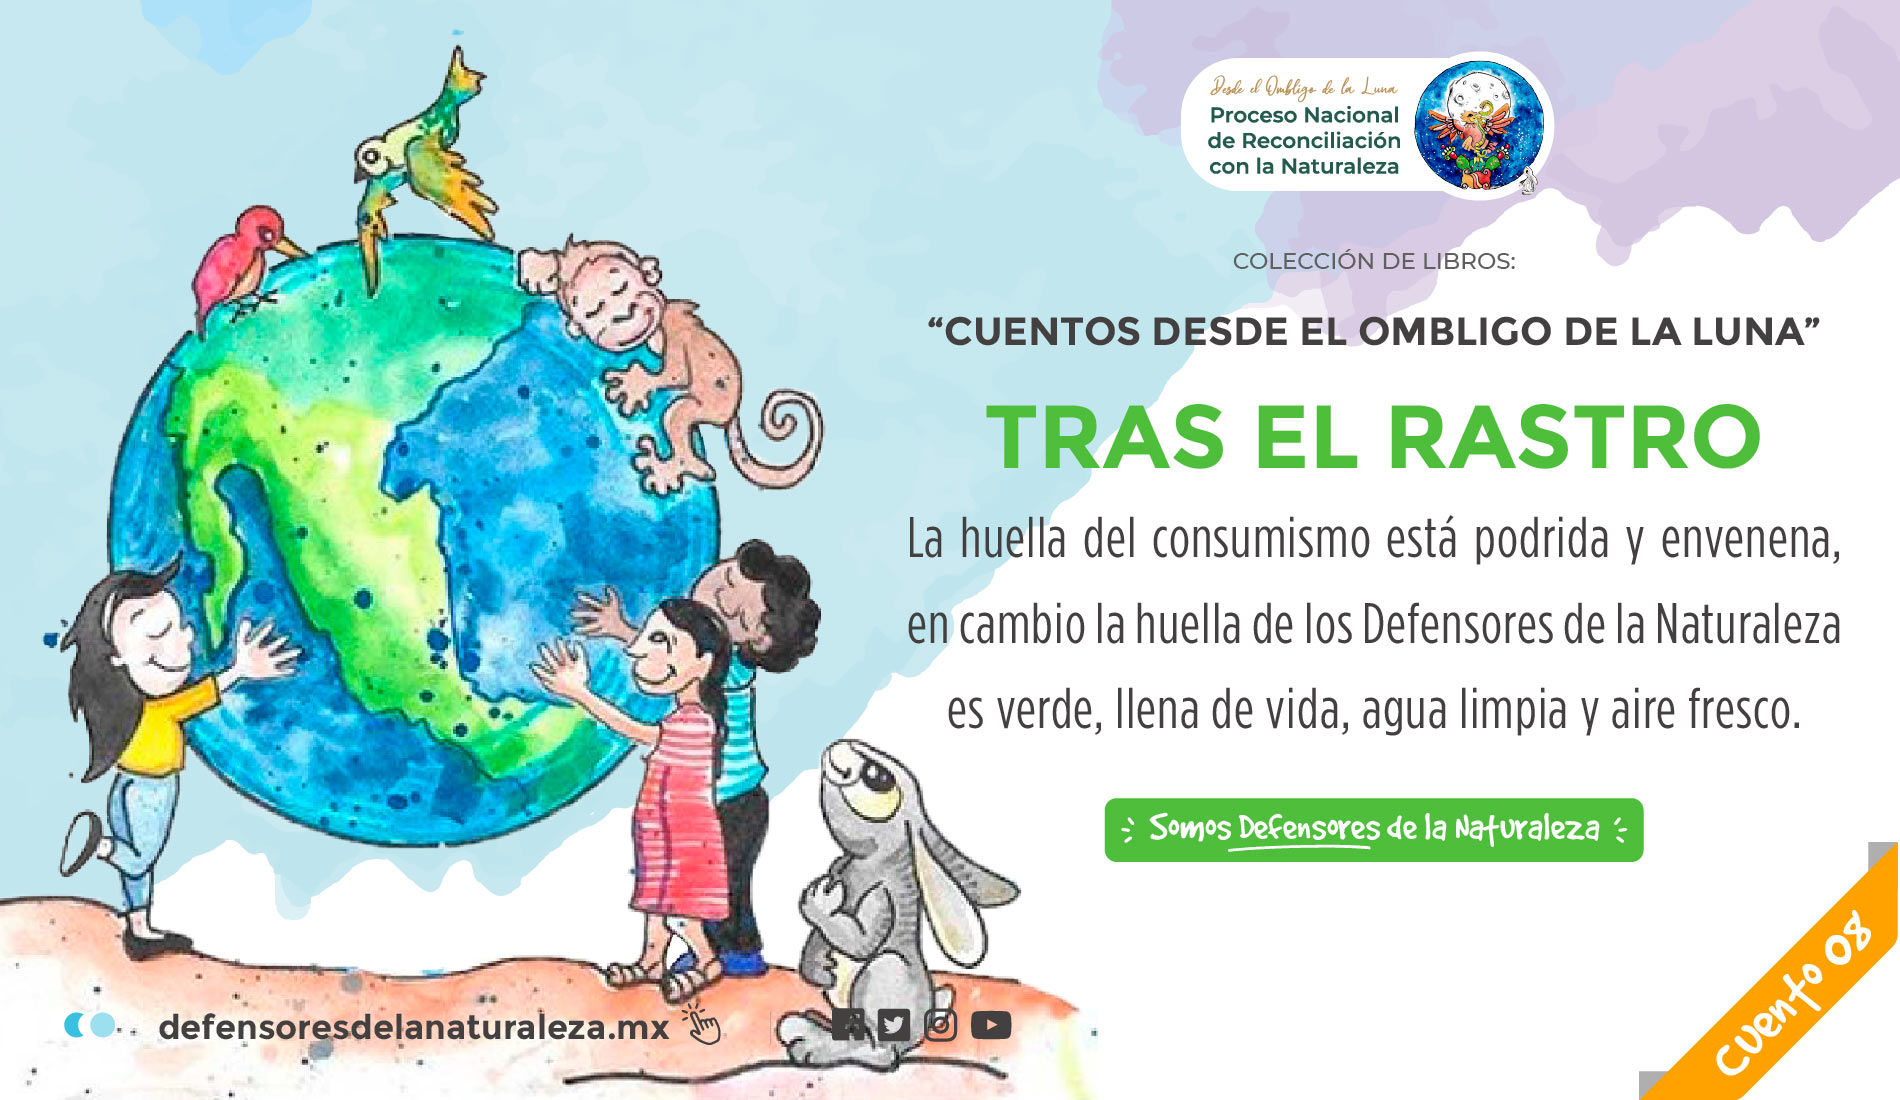 Desde el Ombligo de la Luna
Proceso Nacional
de Reconciliación
con la Naturaleza
COLECCIÓN DE LIBROS:
“CUENTOS DESDE EL OMBLIGO DE LA LUNA”
TRAS EL RASTRO
La huella del consumismo está podrida y envenena,
en cambio la huella de los Defensores de la Naturaleza
es verde, llena de vida, agua limpia y aire fresco.
Somos Defensores de la Naturaleza
Cuento 08
defensoresdelanaturaleza.mx